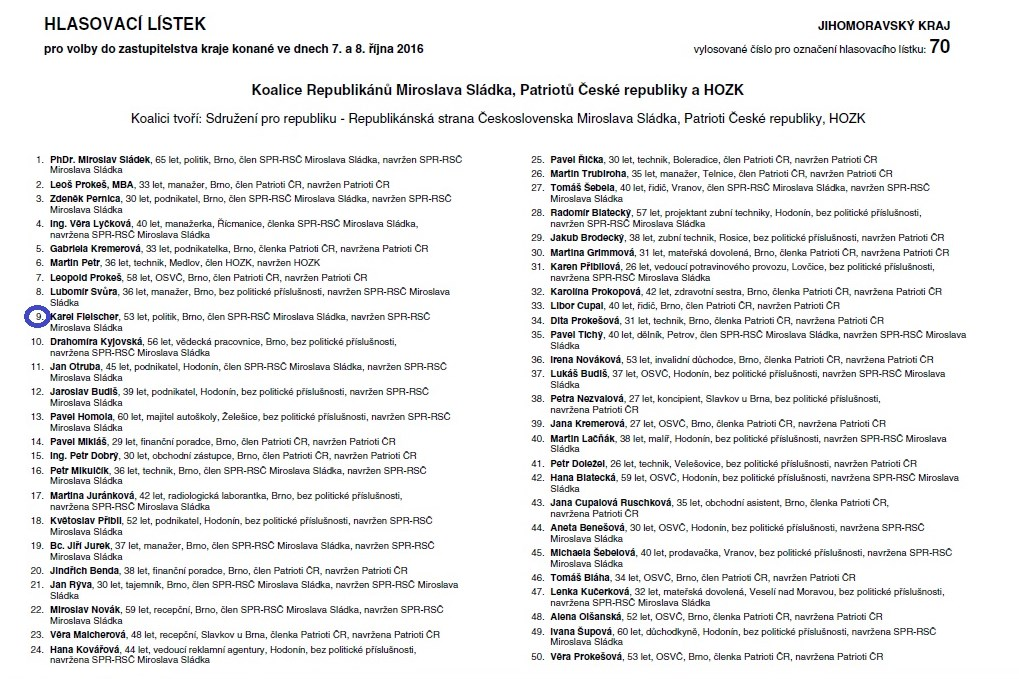 HLASOVACÍ LÍSTEK
JIHOMORAVSKÝ KRAJ
pro volby do zastupitelstva kraje konané ve dnech 7. a 8. října 2016
vylosované číslo pro označení hlasovacího lístku: 70
Koalice Republikánů Miroslava Sládka, Patriotů České republiky a HOZK
Koalici tvoří: Sdružení pro republiku - Republikánská strana Československa Miroslava Sládka, Patrioti České republiky, HOZK
1. PhDr. Miroslav Sládek, 65 let, politik, Brno, člen SPR-RSČ Miroslava Sládka, navržen SPR-RSČ
Miroslava Sládka
2. Leoš Prokeš, MBA, 33 let, manažer, Brno, člen Patrioti ČR, navržen Patrioti ČR
3. Zdeněk Pernica, 30 let, podnikatel, Brno, člen SPR-RSČ Miroslava Sládka, navržen SPR-RSČ
Miroslava Sládka
4. Ing. Věra Lyčková, 40 let, manažerka, Řícmanice, členka SPR-RSČ Miroslava Sládka,
navržena SPR-RSČ Miroslava Sládka
5. Gabriela Kremerová, 33 let, podnikatelka, Brno, členka Patrioti ČR, navržena Patrioti ČR
6. Martin Petr, 36 let, technik, Medlov, člen HOZK, navržen HOZK
7. Leopold Prokeš, 58 let, OSVČ, Brno, člen Patrioti ČR, navržen Patrioti ČR
8. Lubomír Svůra, 36 let, manažer, Brno, bez politické příslušnosti, navržen SPR-RSČ Miroslava
Sládka
9. Karel Fleischer, 53 let, politik, Brno, člen SPR-RSČ Miroslava Sládka, navržen SPR-RSČ
Miroslava Sládka
10. Drahomíra Kyjovská, 56 let, vědecká pracovnice, Brno, bez politické příslušnosti,
navržena SPR-RSČ Miroslava Sládka
11. Jan Otruba, 45 let, podnikatel, Hodonín, člen SPR-RSČ Miroslava Sládka, navržen SPR-RSČ
Miroslava Sládka
12. Jaroslav Budiš, 39 let, podnikatel, Hodonín, bez politické příslušnosti, navržen SPR-RSČ
Miroslava Sládka
13. Pavel Homola, 60 let, majitel autoškoly, Želešice, bez politické příslušnosti, navržen SPR-RSČ
Miroslava Sládka
14. Pavel Mikláš, 29 let, finanční poradce, Brno, člen Patrioti ČR, navržen Patrioti ČR
15. Ing. Petr Dobrý, 30 let, obchodní zástupce, Brno, člen Patrioti ČR, navržen Patrioti ČR
16. Petr Mikulčík, 36 let, technik, Brno, člen SPR-RSČ Miroslava Sládka, navržen SPR-RSČ
Miroslava Sládka
17. Martina Juránková, 42 let, radiologická laborantka, Brno, bez politické příslušnosti,
navržena SPR-RSČ Miroslava Sládka
18. Květoslav Přibil, 52 let, podnikatel, Hodonín, bez politické příslušnosti, navržen SPR-RSČ
Miroslava Sládka
19. Bc. Jiří Jurek, 37 let, manažer, Brno, člen SPR-RSČ Miroslava Sládka, navržen SPR-RSČ
Miroslava Sládka
20. Jindřich Benda, 38 let, finanční poradce, Brno, člen Patrioti ČR, navržen Patrioti ČR
21. Jan Rýva, 30 let, tajemník, Brno, člen SPR-RSČ Miroslava Sládka, navržen SPR-RSČ Miroslava
Sládka
22. Miroslav Novák, 59 let, recepční, Brno, člen SPR-RSČ Miroslava Sládka, navržen SPR-RSČ
Miroslava Sládka
23. Věra Malcherová, 48 let, recepční, Slavkov u Brna, členka Patrioti ČR, navržena Patrioti ČR
24. Hana Kovářová, 44 let, vedoucí reklamní agentury, Hodonín, bez politické příslušnosti,
navržena SPR-RSČ Miroslava Sládka
25. Pavel Řička, 30 let, technik, Boleradice, člen Patrioti ČR, navržen Patrioti ČR
26. Martin Trubiroha, 35 let, manažer, Telnice, člen Patrioti ČR, navržen Patrioti ČR
27. Tomáš Šebela, 40 let, řidič, Vranov, člen SPR-RSČ Miroslava Sládka, navržen SPR-RSČ
Miroslava Sládka
28. Radomír Blatecký, 57 let, projektant zubní techniky, Hodonín, bez politické příslušnosti,
navržen SPR-RSČ Miroslava Sládka
29. Jakub Brodecký, 38 let, zubní technik, Rosice, bez politické příslušnosti, navržen Patrioti ČR
30. Martina Grimmová, 31 let, mateřská dovolená, Brno, členka Patrioti ČR, navržena Patrioti ČR
31. Karen Přibilová, 26 let, vedoucí potravinového provozu, Lovčice, bez politické příslušnosti,
navržena SPR-RSČ Miroslava Sládka
32. Karolína Prokopová, 42 let, zdravotní sestra, Brno, členka Patrioti ČR, navržena Patrioti ČR
33. Libor Cupal, 40 let, řidič, Brno, člen Patrioti ČR, navržen Patrioti ČR
34. Dita Prokešová, 31 let, technik, Brno, členka Patrioti ČR, navržena Patrioti ČR
35. Pavel Tichý, 40 let, dělník, Petrov, člen SPR-RSČ Miroslava Sládka, navržen SPR-RSČ Miroslava
Sládka
36. Irena Nováková, 53 let, invalidní důchodce, Brno, členka Patrioti ČR, navržena Patrioti ČR
37. Lukáš Budiš, 37 let, OSVČ, Hodonín, bez politické příslušnosti, navržen SPR-RSČ Miroslava
Sládka
38. Petra Nezvalová, 27 let, koncipient, Slavkov u Brna, bez politické příslušnosti,
navržena Patrioti ČR
39. Jana Kremerová, 27 let, OSVČ, Brno, členka Patrioti ČR, navržena Patrioti ČR
40. Martin Lačňák, 38 let, malíř, Hodonín, bez politické příslušnosti, navržen SPR-RSČ Miroslava
Sládka
41. Petr Doležel, 26 let, technik, Velešovice, bez politické příslušnosti, navržen Patrioti ČR
42. Hana Blatecká, 59 let, OSVČ, Hodonín, bez politické příslušnosti, navržena SPR-RSČ Miroslava
Sládka
43. Jana Cupalová Ruschková, 35 let, obchodní asistent, Brno, členka Patrioti ČR,
navržena Patrioti ČR
44. Aneta Benešová, 30 let, OSVČ, Hodonín, bez politické příslušnosti, navržena SPR-RSČ
Miroslava Sládka
45. Michaela Šebelová, 40 let, prodavačka, Vranov, bez politické příslušnosti, navržena SPR-RSČ
Miroslava Sládka
46. Tomáš Bláha, 34 let, OSVČ, Brno, člen Patrioti ČR, navržen Patrioti ČR
47. Lenka Kučerková, 32 let, mateřská dovolená, Veselí nad Moravou, bez politické příslušnosti,
navržena SPR-RSČ Miroslava Sládka
48. Alena Olšanská, 52 let, OSVČ, Brno, členka Patrioti ČR, navržena Patrioti ČR
49. Ivana Šupová, 60 let, důchodkyně, Hodonín, bez politické příslušnosti, navržena SPR-RSČ
Miroslava Sládka
50. Věra Prokešová, 53 let, OSVČ, Brno, členka Patrioti ČR, navržena Patrioti ČR